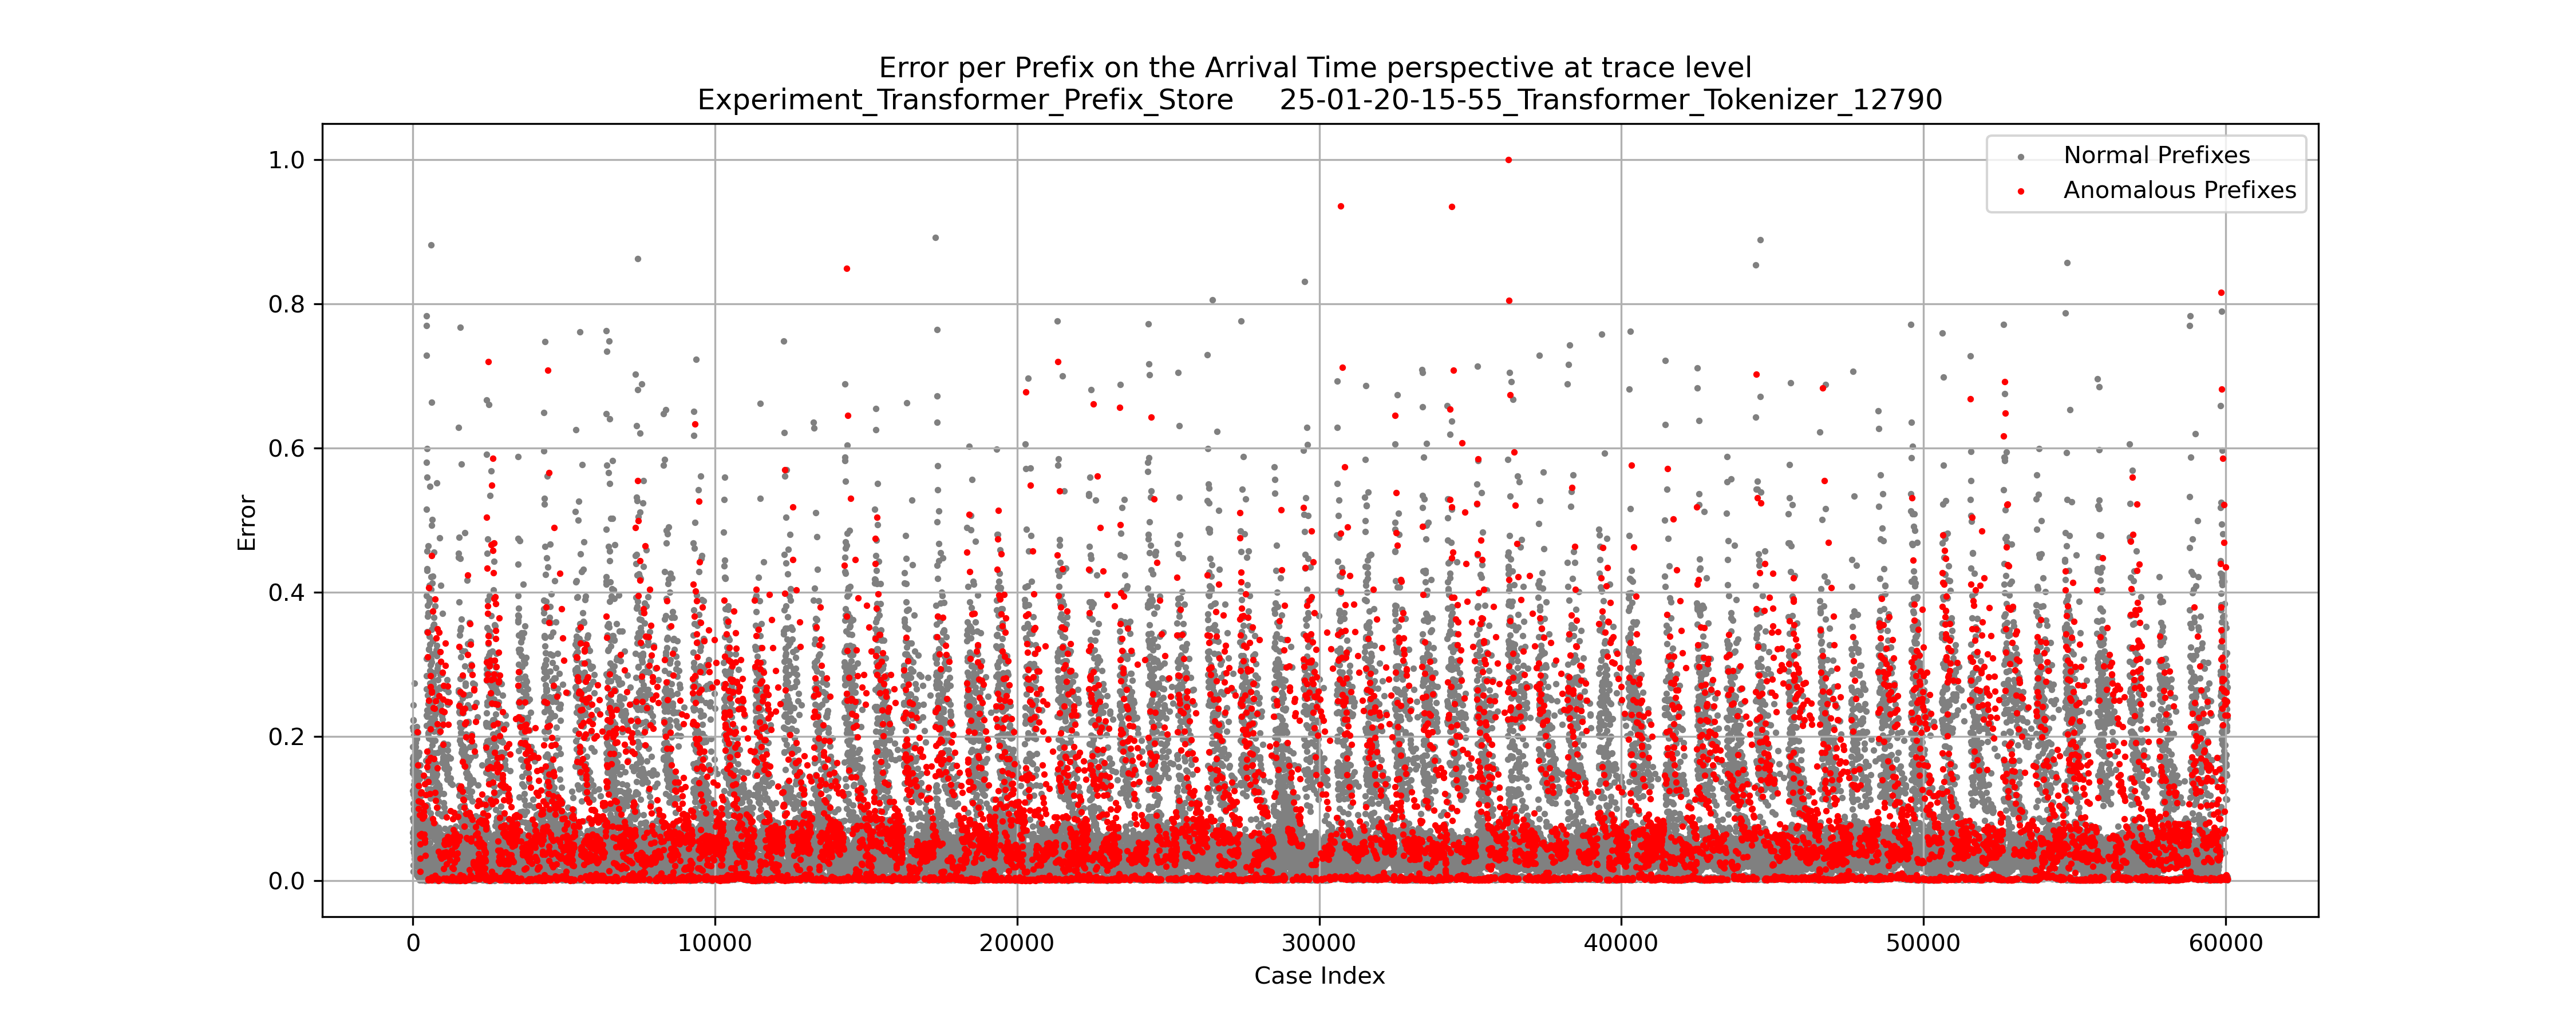 Error per Prefix on the Arrival Time perspective at trace level
Experiment_Transformer_Prefix_Store 25-01-20-15-55_Transformer_Tokenizer_12790
Normal Prefixes
Anomalous Prefixes
1.0
0.8
0.6
0.4
0.2
0.0
Error
0 10000 20000 30000 40000 50000 60000
Case Index